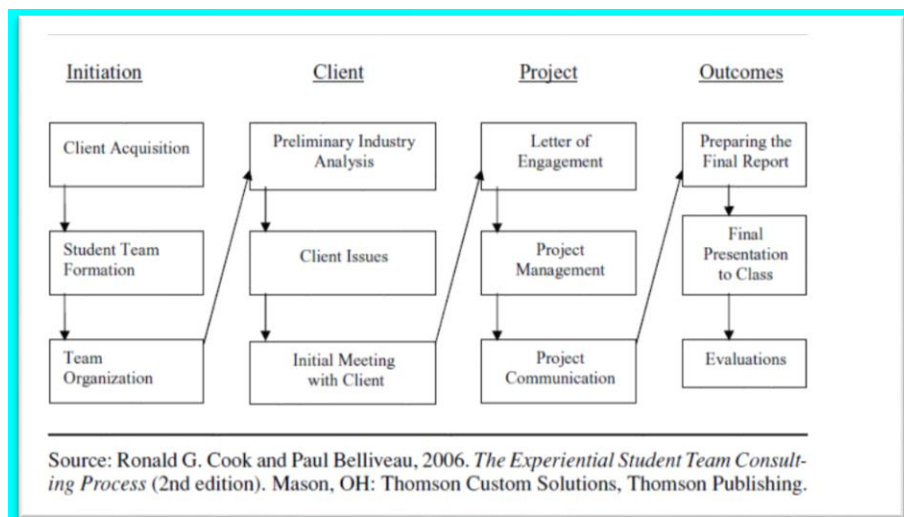 Initiation
Client
Project
Outcomes
Client Acquisition
Student Team
Formation
Team
Organization
Preliminary Industry
Analysis
Client Issues
Initial Meeting
with Client
Letter of
Engagement
Project
Management
Project
Communication
Preparing the
Final Report
Final
Presentation
to Class
Evaluations
Source: Ronald G. Cook and Paul Belliveau, 2006. The Experiential Student Team Consult-
ing Process (2nd edition). Mason, OH: Thomson Custom Solutions, Thomson Publishing.